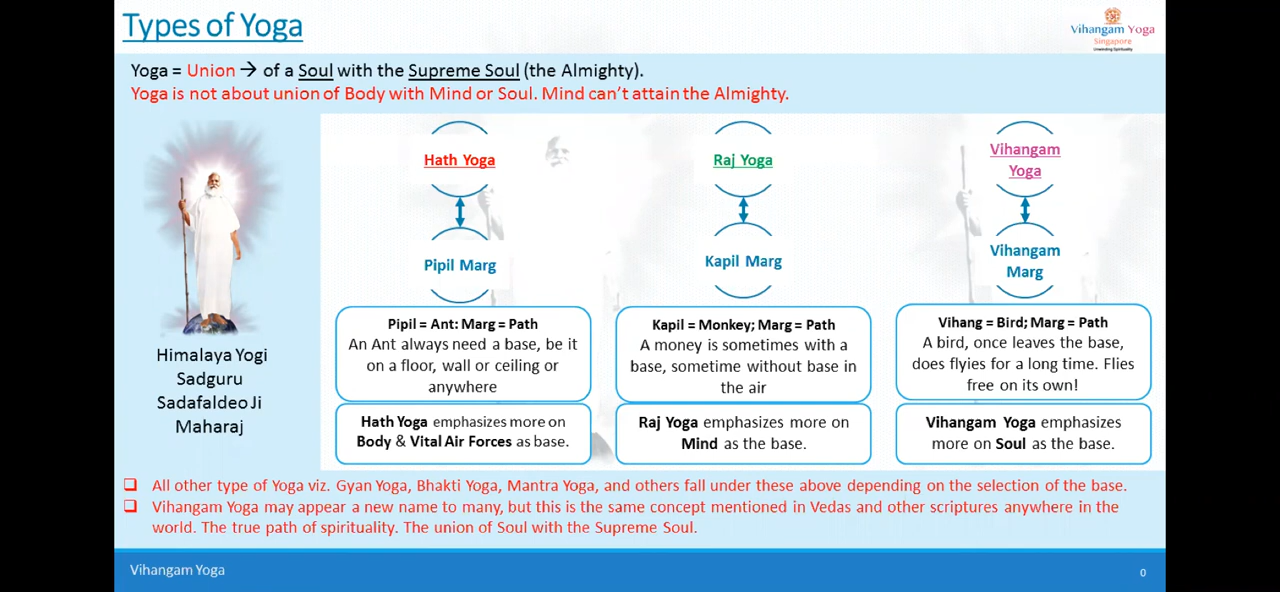 Types of Yoga
Vihangam Yoga
Singapore
Unwinding Spirituality
Yoga = Union → of a Soul with the Supreme Soul (the Almighty).
Yoga is not about union of Body with Mind or Soul. Mind can't attain the Almighty.
Himalaya Yogi
Sadguru
Sadafaldeo Ji
Maharaj
Hath Yoga
Pipil Marg
Pipil = Ant: Marg = Path
An Ant always need a base, be it
on a floor, wall or ceiling or
anywhere
Hath Yoga emphasizes more on
Body & Vital Air Forces as base.
Raj Yoga
Kapil Marg
Kapil = Monkey; Marg = Path
A money is sometimes with a
base, sometime without base in
the air
Raj Yoga emphasizes more on
Mind as the base.
Vihangam
Yoga
Vihangam
Marg
Vihang = Bird; Marg = Path
A bird, once leaves the base,
does flyies for a long time. Flies
free on its own!
Vihangam Yoga emphasizes
more on Soul as the base.
All other type of Yoga viz. Gyan Yoga, Bhakti Yoga, Mantra Yoga, and others fall under these above depending on the selection of the base.
Vihangam Yoga may appear a new name to many, but this is the same concept mentioned in Vedas and other scriptures anywhere in the
world. The true path of spirituality. The union of Soul with the Supreme Soul.
Vihangam Yoga
0